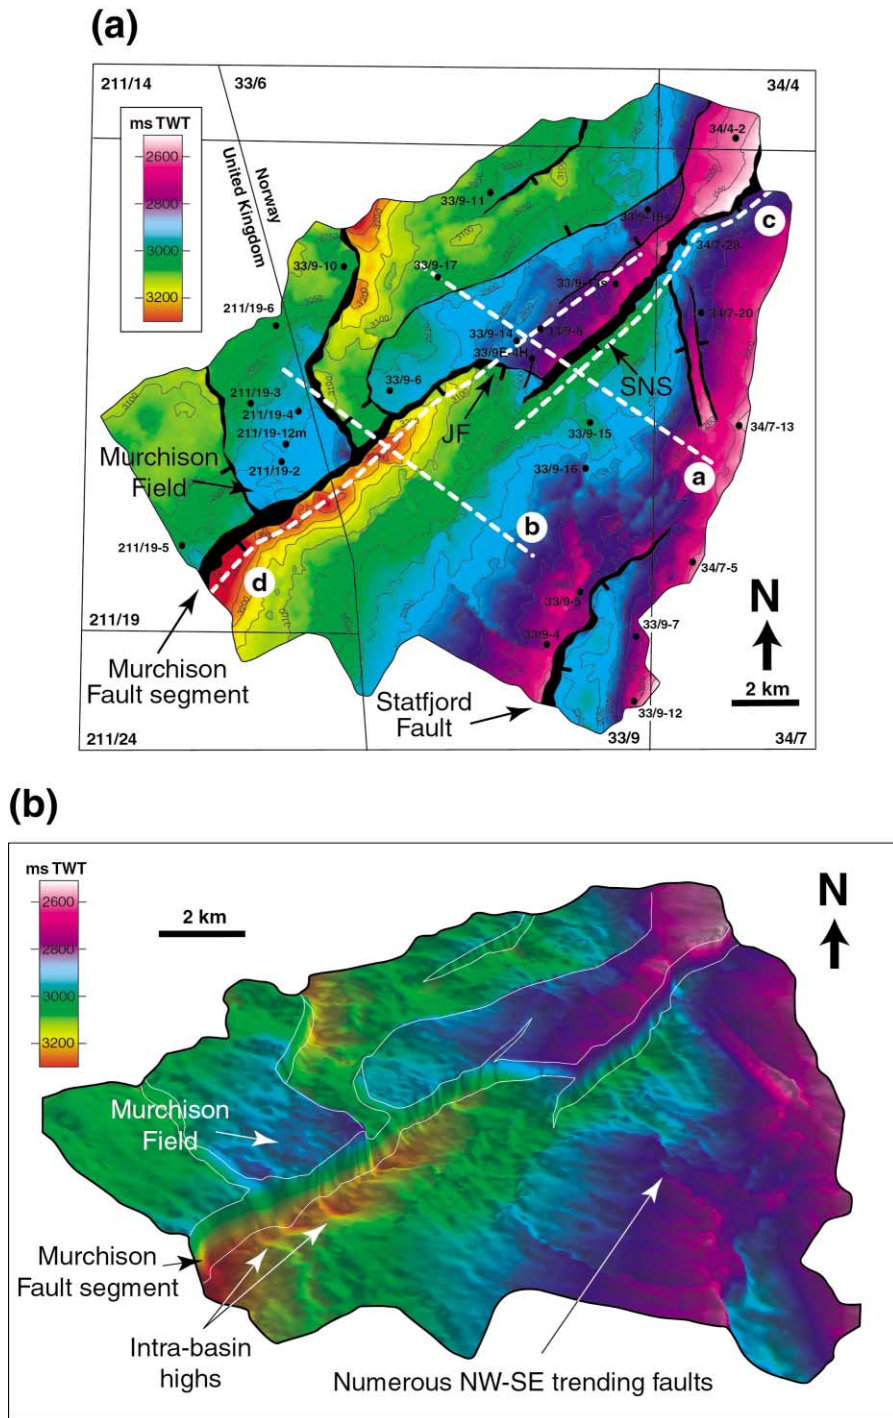 (a)
211/14
33/6
34/4
ms TWT
2600
2800
3000
3200
Norway
United Kingdom
34/4-2
33/9-11
33/9-10
33/9-17
34/7-28
c
211/19-6
34/7-20
33/9-14
33/9-8
33/9E-4H
SNS
211/19-3
33/9-6
211/19-4
JF
33/9-15
34/7-13
211/19-12m
Murchison
Field
211/19-2
33/9-16
a
b
211/19-5
d
34/7-5
33/9-5
N
211/19
33/9-4
33/9-7
Murchison
Fault segment
Statfjord
Fault
2 km
33/9-12
211/24
33/9
34/7
(b)
ms TWT
2600
2800
3000
3200
2 km
N
Murchison
Field
Murchison
Fault segment
Intra-basin
highs
Numerous NW-SE trending faults